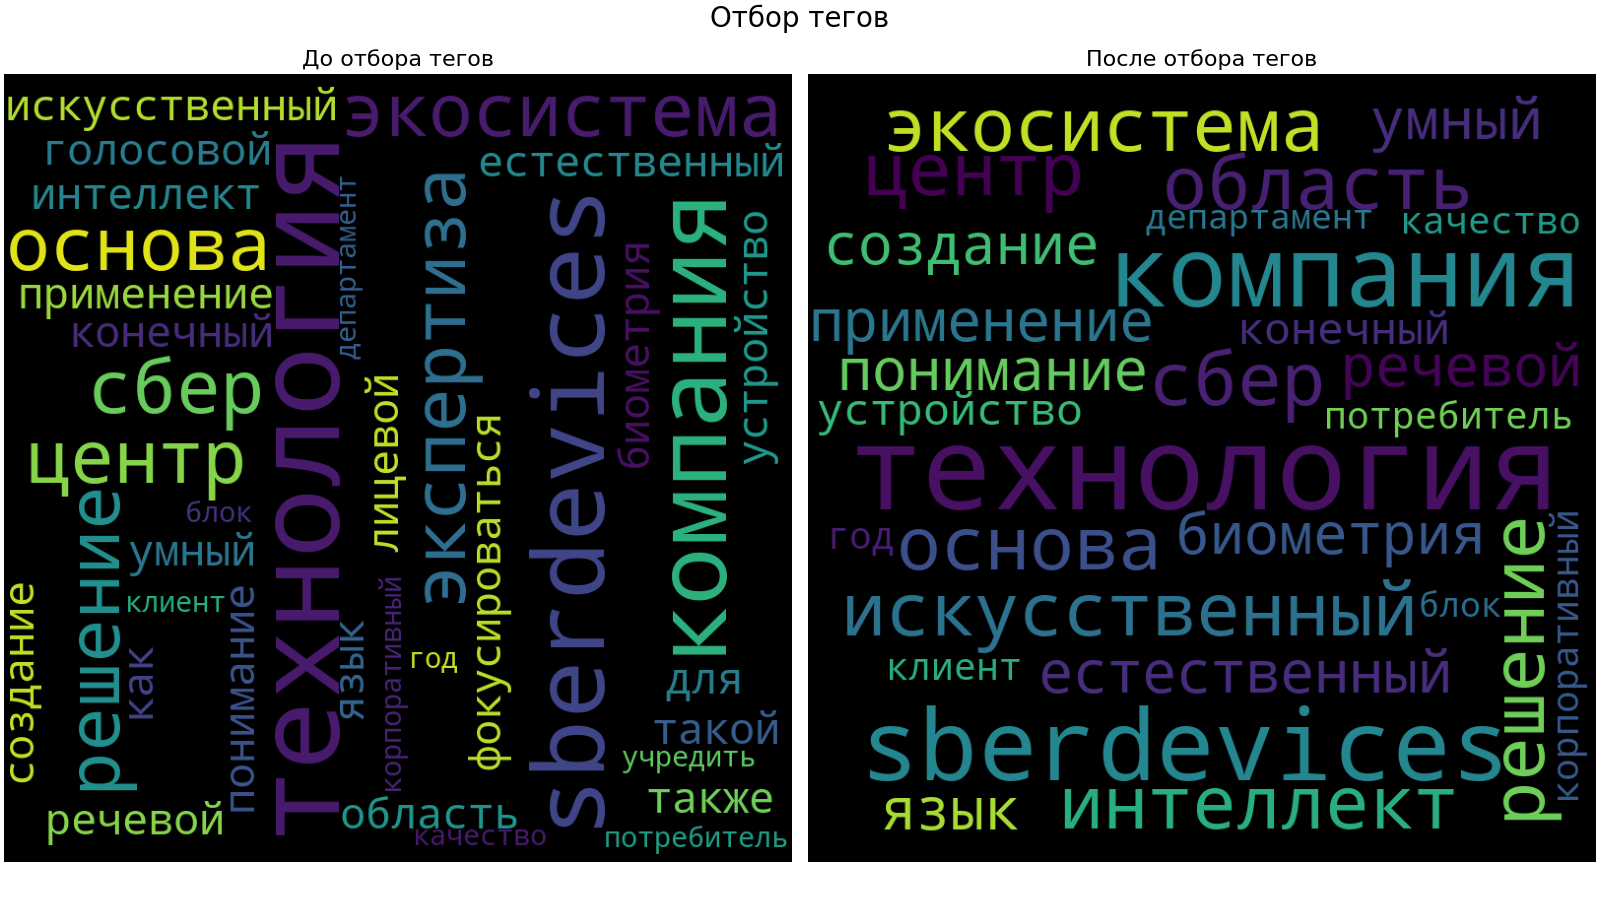 Отбор тегов
До отбора тегов
искусственный
экосистема
голосовой
естественный
интеллект
основа
применение
конечный
сбер
центр
технология
департамент
экспертиза
sberdevices
биометрия
компания
устройство
лицевой
фокусироваться
решение
блок
умный
клиент
создание
как
понимание
язык
корпоративный
год
для
такой
учредить
также
речевой
область
качество
потребитель
После отбора тегов
экосистема
умный
центр
область
департамент
качество
создание
компания
применение
конечный
понимание
сбер
речевой
устройство
потребитель
технология
год
основа
биометрия
решение
корпоративный
искусственный
блок
клиент
естественный
sberdevices
язык
интеллект